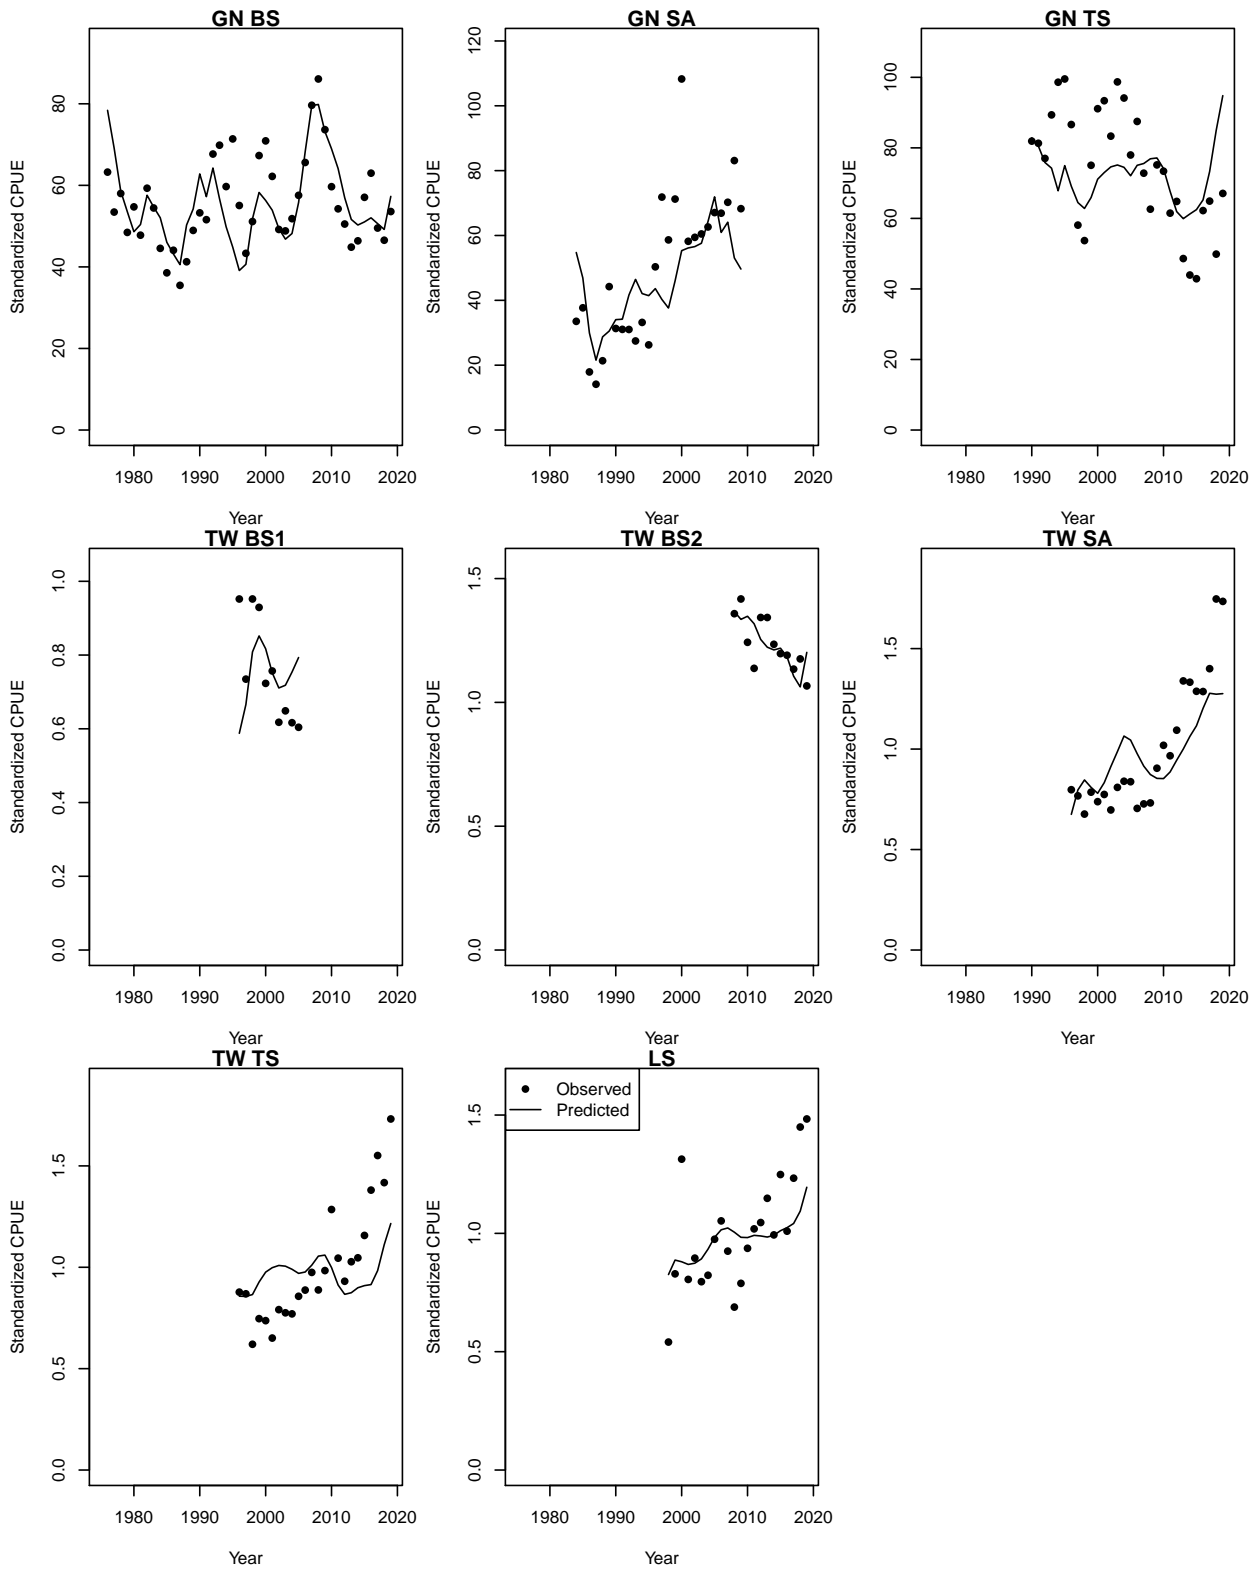 GN BS
Standardized CPUE
0 20 40 60 80
1980 1990 2000 2010 2020
Year
GN SA
Standardized CPUE
0 20 40 60 80 100 120
1980 1990 2000 2010 2020
Year
GN TS
Standardized CPUE
0 20 40 60 80 100
1980 1990 2000 2010 2020
Year
TW BS1
Standardized CPUE
0.0 0.2 0.4 0.6 0.8 1.0
1980 1990 2000 2010 2020
Year
TW BS2
Standardized CPUE
0.0 0.5 1.0 1.5
1980 1990 2000 2010 2020
Year
TW SA
Standardized CPUE
0.0 0.5 1.0 1.5
1980 1990 2000 2010 2020
Year
TW TS
Standardized CPUE
0.0 0.5 1.0 1.5
1980 1990 2000 2010 2020
Year
LS
Observed
Predicted
Standardized CPUE
0.0 0.5 1.0 1.5
1980 1990 2000 2010 2020
Year